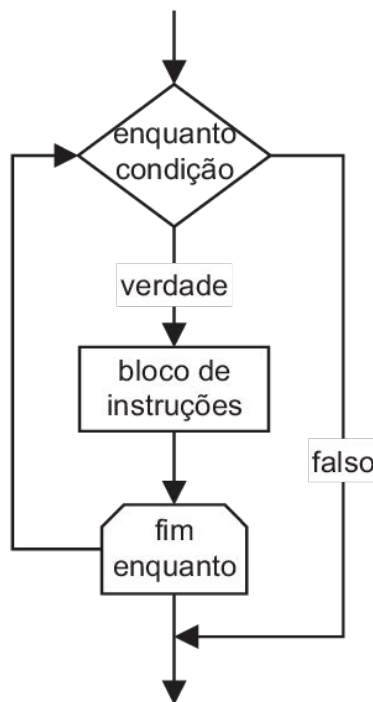 enquanto
condição
verdade
bloco de
instruções
falso
fim
enquanto